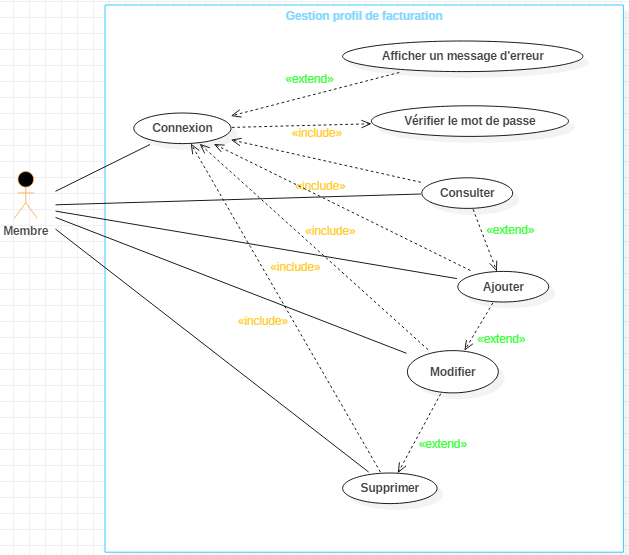 Gestion profil de facturation
Afficher un message d'erreur
«extend»
Connexion
Vérifier le mot de passe
«include»
«include»
Consulter
Membre
«include»
«extend»
«include»
Ajouter
«include»
«extend»
Modifier
«extend»
Supprimer